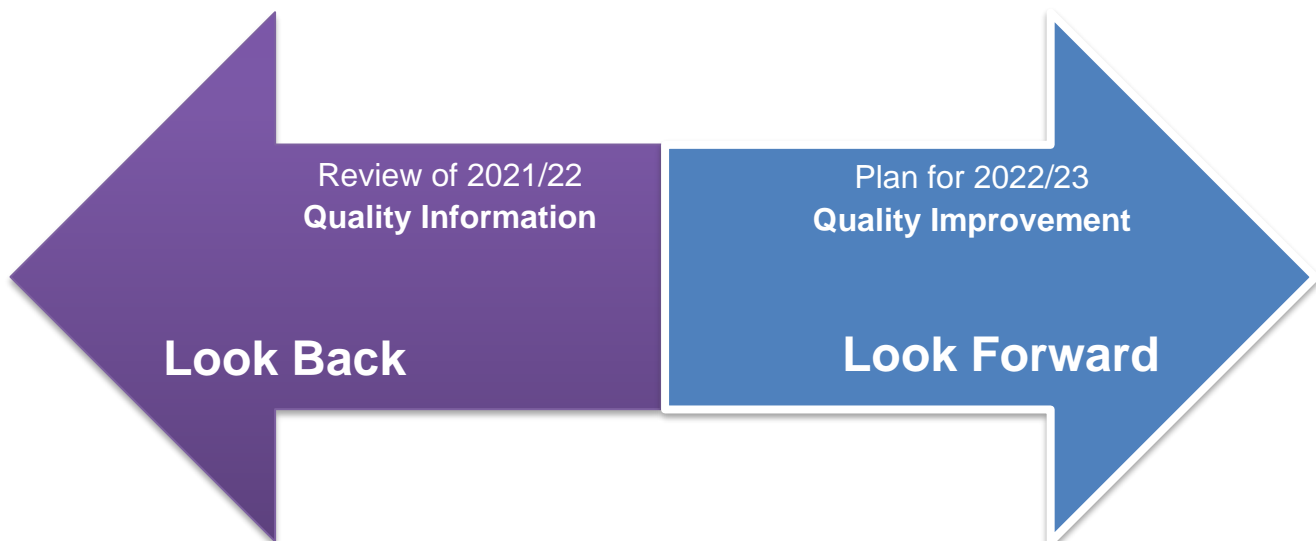 Review of 2021/22
Quality Information
Look Back
Plan for 2022/23
Quality Improvement
Look Forward